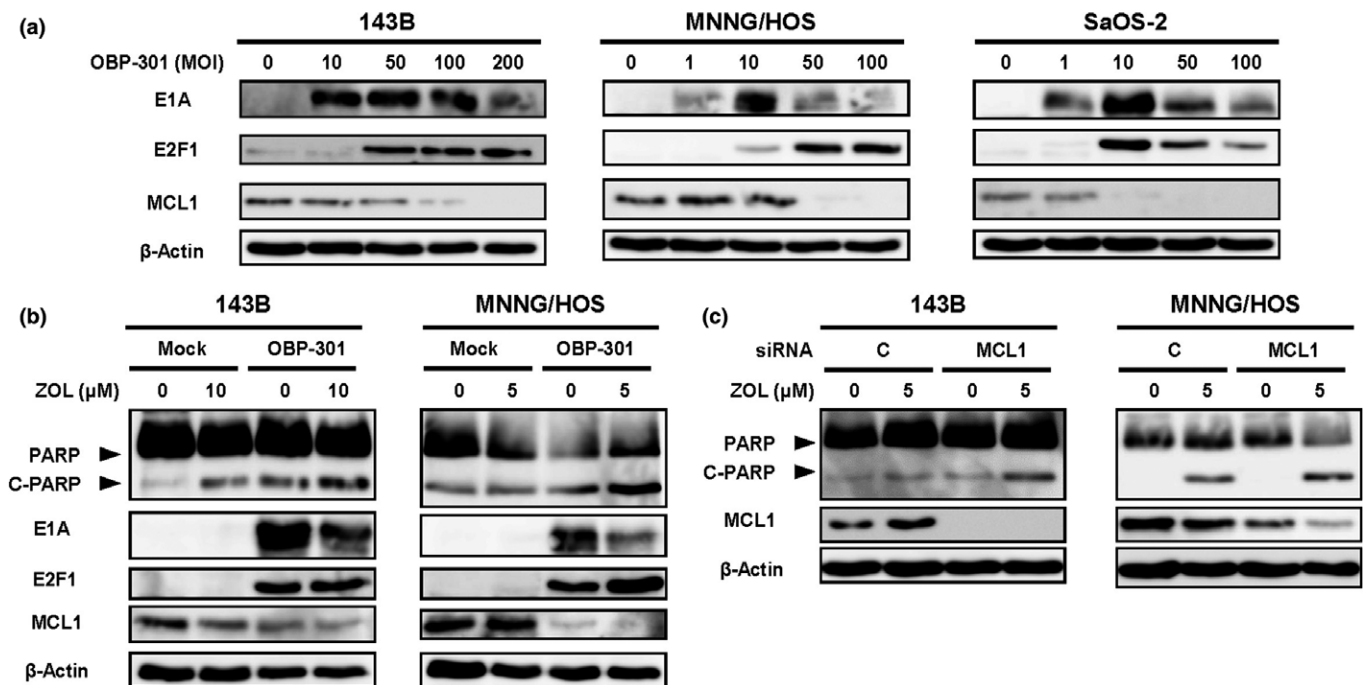 (a)
143B MNNG/HOS SaOS-2
OBP-301 (MOI) 0 10 50 100 200 0 1 10 50 100 0 1 10 50 100
E1A
E2F1
MCL1
β-Actin
(b)
143B MNNG/HOS
Mock OBP-301 Mock OBP-301
ZOL (μM) 0 10 0 10 0 5 0 5
PARP
C-PARP
E1A
E2F1
MCL1
β-Actin
(c)
143B MNNG/HOS
siRNA C MCL1 C MCL1
ZOL (μM) 0 5 0 5 0 5 0 5
PARP
C-PARP
MCL1
β-Actin